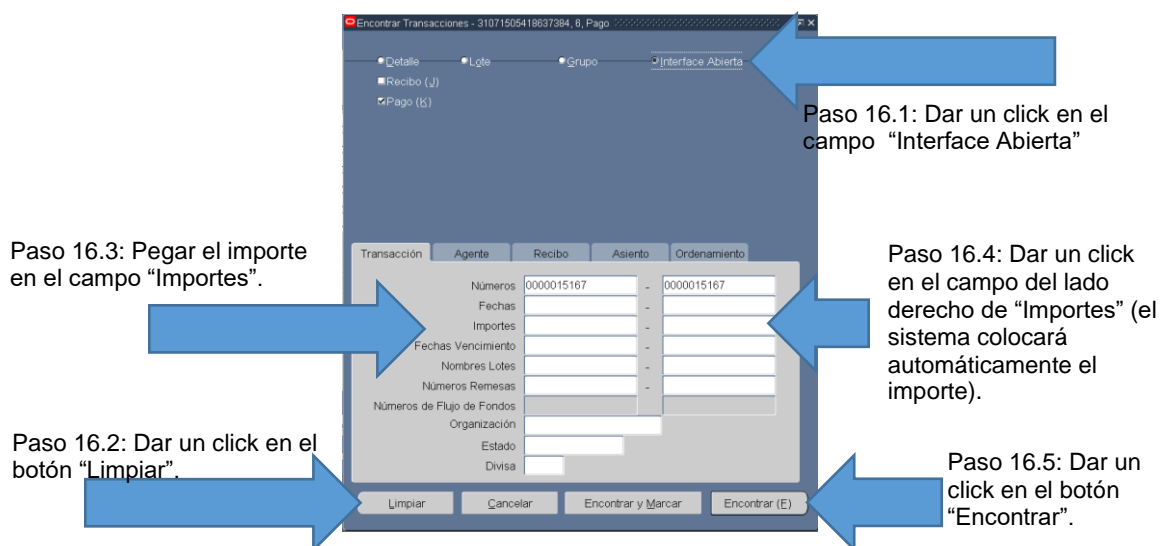 Encontrar Transacciones - 31071505418637384, 6, Pago
Detalle Lote Grupo Interface Abierta
Recibo (J)
Pago (K)
Paso 16.1: Dar un click en el
campo “Interface Abierta”
Paso 16.3: Pegar el importe
en el campo “Importes”.
Transacción Agente Recibo Asiento Ordenamiento
Números 0000015167 - 0000015167
Fechas -
Importes -
Fechas Vencimiento -
Nombres Lotes -
Números Remesas -
Números de Flujo de Fondos
Organización
Estado
Divisa
Paso 16.4: Dar un click
en el campo del lado
derecho de “Importes” (el
sistema colocará
automáticamente el
importe).
Paso 16.2: Dar un click en el
botón “Limpiar”.
Limpiar Cancelar Encontrar y Marcar Encontrar (F)
Paso 16.5: Dar un
click en el botón
“Encontrar”.